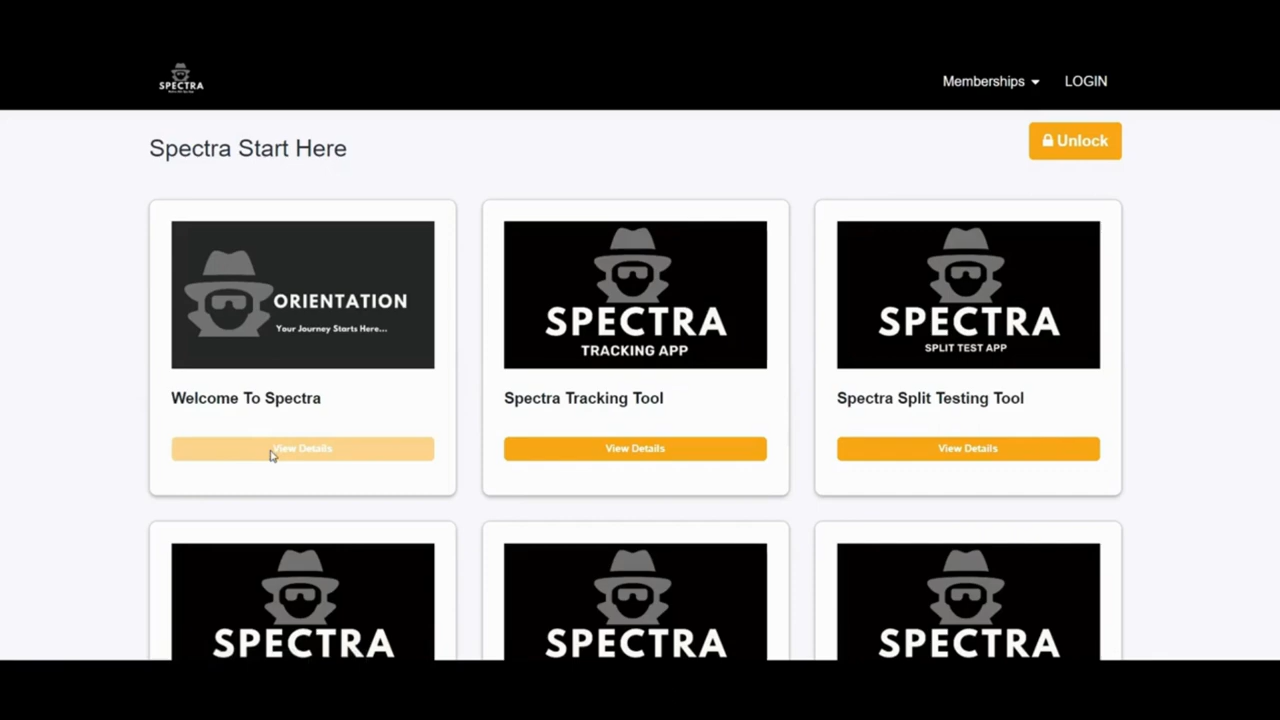 SPECTRA
Memberships
LOGIN
Spectra Start Here
Unlock
ORIENTATION
Your Journey Starts Here...
SPECTRA
TRACKING APP
SPECTRA
SPLIT TEST APP
Welcome To Spectra
Spectra Tracking Tool
Spectra Split Testing Tool
View Details
View Details
View Details
SPECTRA
SPECTRA
SPECTRA